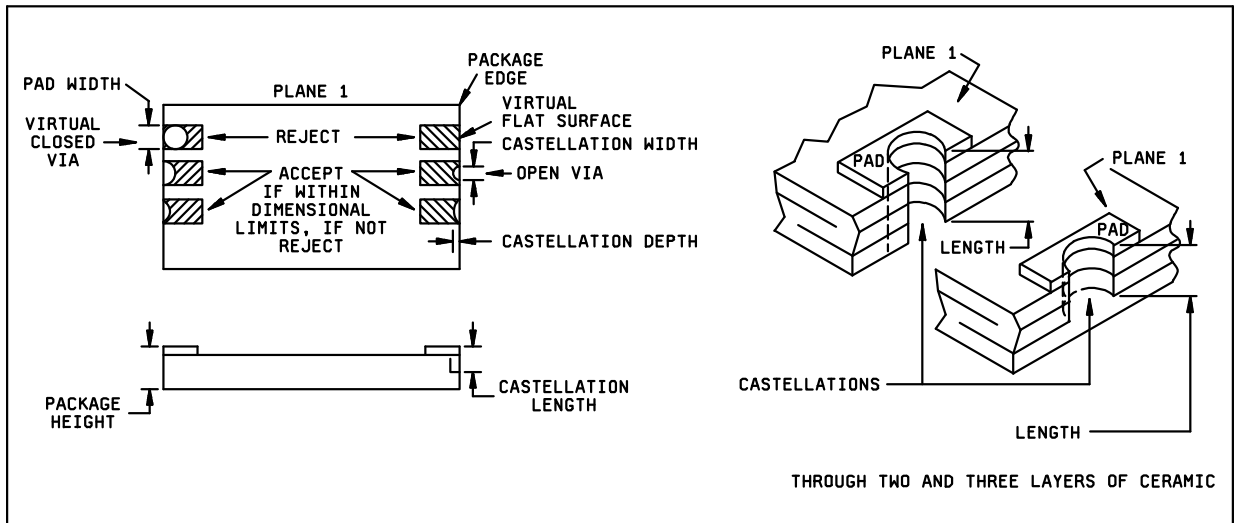 PAD WIDTH
VIRTUAL
CLOSED
VIA
PLANE 1
REJECT
ACCEPT
IF WITHIN
DIMENSIONAL
LIMITS, IF NOT
REJECT
PACKAGE
EDGE
VIRTUAL
FLAT SURFACE
CASTELLATION WIDTH
OPEN VIA
CASTELLATION DEPTH
PACKAGE
HEIGHT
CASTELLATION
LENGTH
PLANE 1
PAD
LENGTH
PLANE 1
PAD
CASTELLATIONS
LENGTH
THROUGH TWO AND THREE LAYERS OF CERAMIC